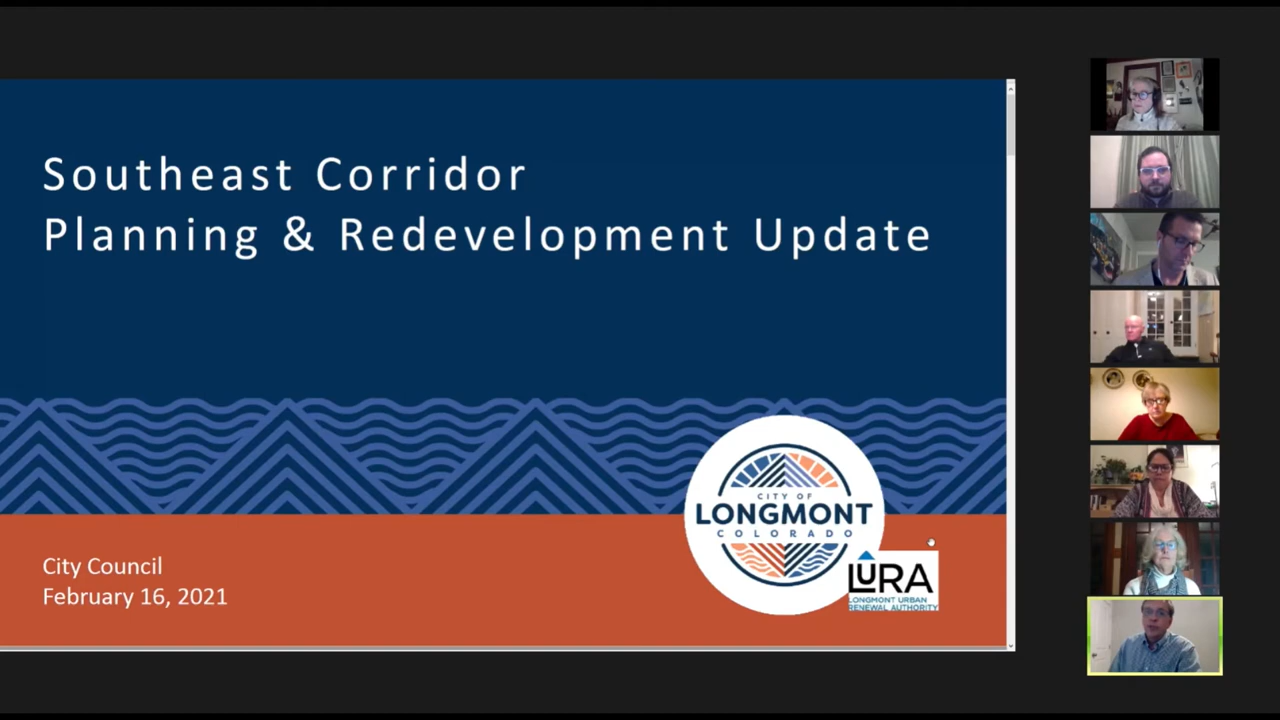 Southeast Corridor
Planning & Redevelopment Update
CITY OF
LONGMONT
COLORADO
LURA
LONGMONT URBAN
RENEWAL AUTHORITY
City Council
February 16, 2021